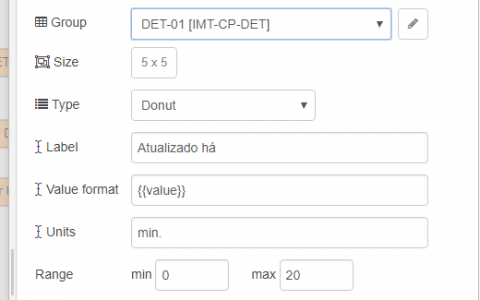 Group DET-01 [IMT-CP-DET]
Size 5 x 5
Type Donut
Label Atualizado há
Value format {{value}}
Units min.
Range min 0 max 20